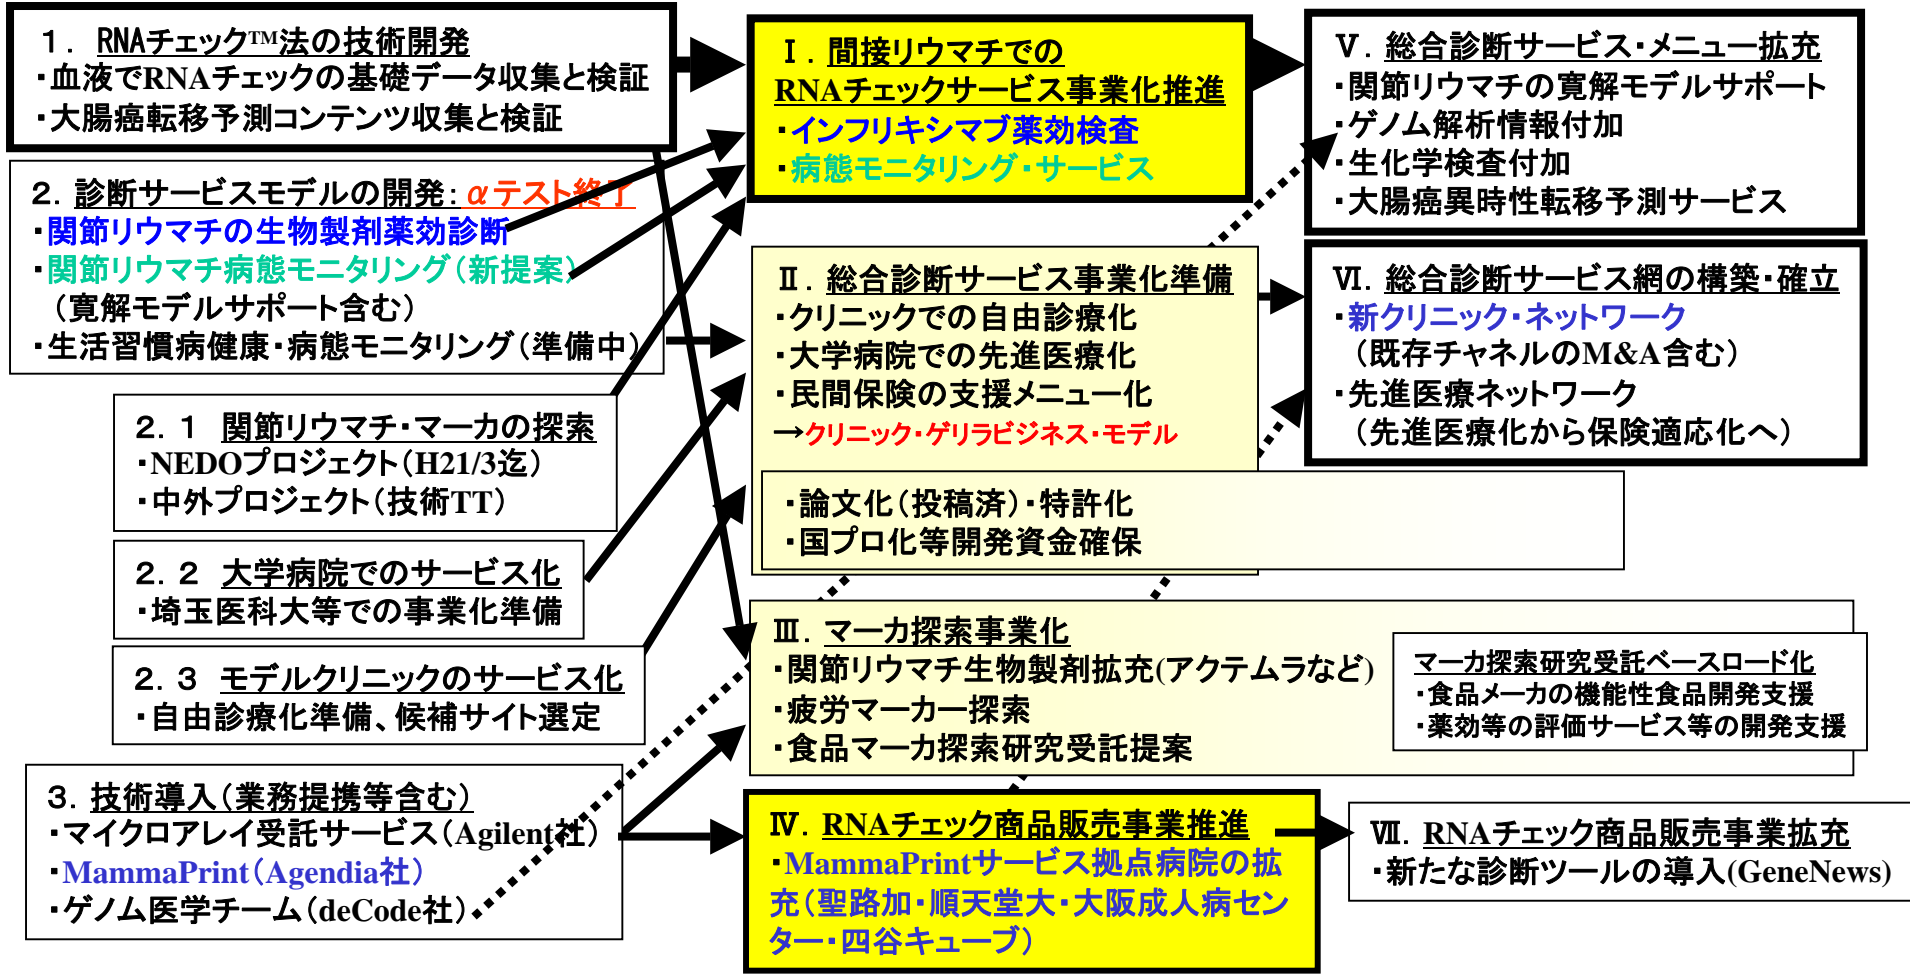 １．RNAチェック™法の技術開発
・血液でRNAチェックの基礎データ収集と検証
・大腸癌転移予測コンテンツ収集と検証
２．診断サービスモデルの開発：αテスト終了
・関節リウマチの生物製剤薬効診断
・関節リウマチ病態モニタリング（新提案）
（寛解モデルサポート含む）
・生活習慣病健康・病態モニタリング（準備中）
２．１　関節リウマチ・マーカの探索
・NEDOプロジェクト（H21/3迄）
・中外プロジェクト（技術TT）
２．２　大学病院でのサービス化
・埼玉医科大等での事業化準備
２．３　モデルクリニックのサービス化
・自由診療化準備、候補サイト選定
３．技術導入（業務提携等含む）
・マイクロアレイ受託サービス（Agilent社）
・MammaPrint（Agendia社）
・ゲノム医学チーム（deCode社）
Ⅰ．間接リウマチでの
RNAチェックサービス事業化推進
・インフリキシマブ薬効検査
・病態モニタリング・サービス
Ⅱ．総合診断サービス事業化準備
・クリニックでの自由診療化
・大学病院での先進医療化
・民間保険の支援メニュー化
→クリニック・ゲリラビジネス・モデル
・論文化（投稿済）・特許化
・国プロ化等開発資金確保
Ⅲ．マーカ探索事業化
・関節リウマチ生物製剤拡充(アクテムラなど)
・疲労マーカー探索
・食品マーカ探索研究受託提案
マーカ探索研究受託ベースロード化
・食品メーカの機能性食品開発支援
・薬効等の評価サービス等の開発支援
Ⅳ．RNAチェック商品販売事業推進
・MammaPrintサービス拠点病院の拡
充（聖路加・順天堂大・大阪成人病セン
ター・四谷キューブ）
Ⅴ．総合診断サービス・メニュー拡充
・関節リウマチの寛解モデルサポート
・ゲノム解析情報付加
・生化学検査付加
・大腸癌異時性転移予測サービス
Ⅵ．総合診断サービス網の構築・確立
・新クリニック・ネットワーク
（既存チャネルのM&A含む）
・先進医療ネットワーク
（先進医療化から保険適応化へ）
Ⅶ．RNAチェック商品販売事業拡充
・新たな診断ツールの導入(GeneNews)